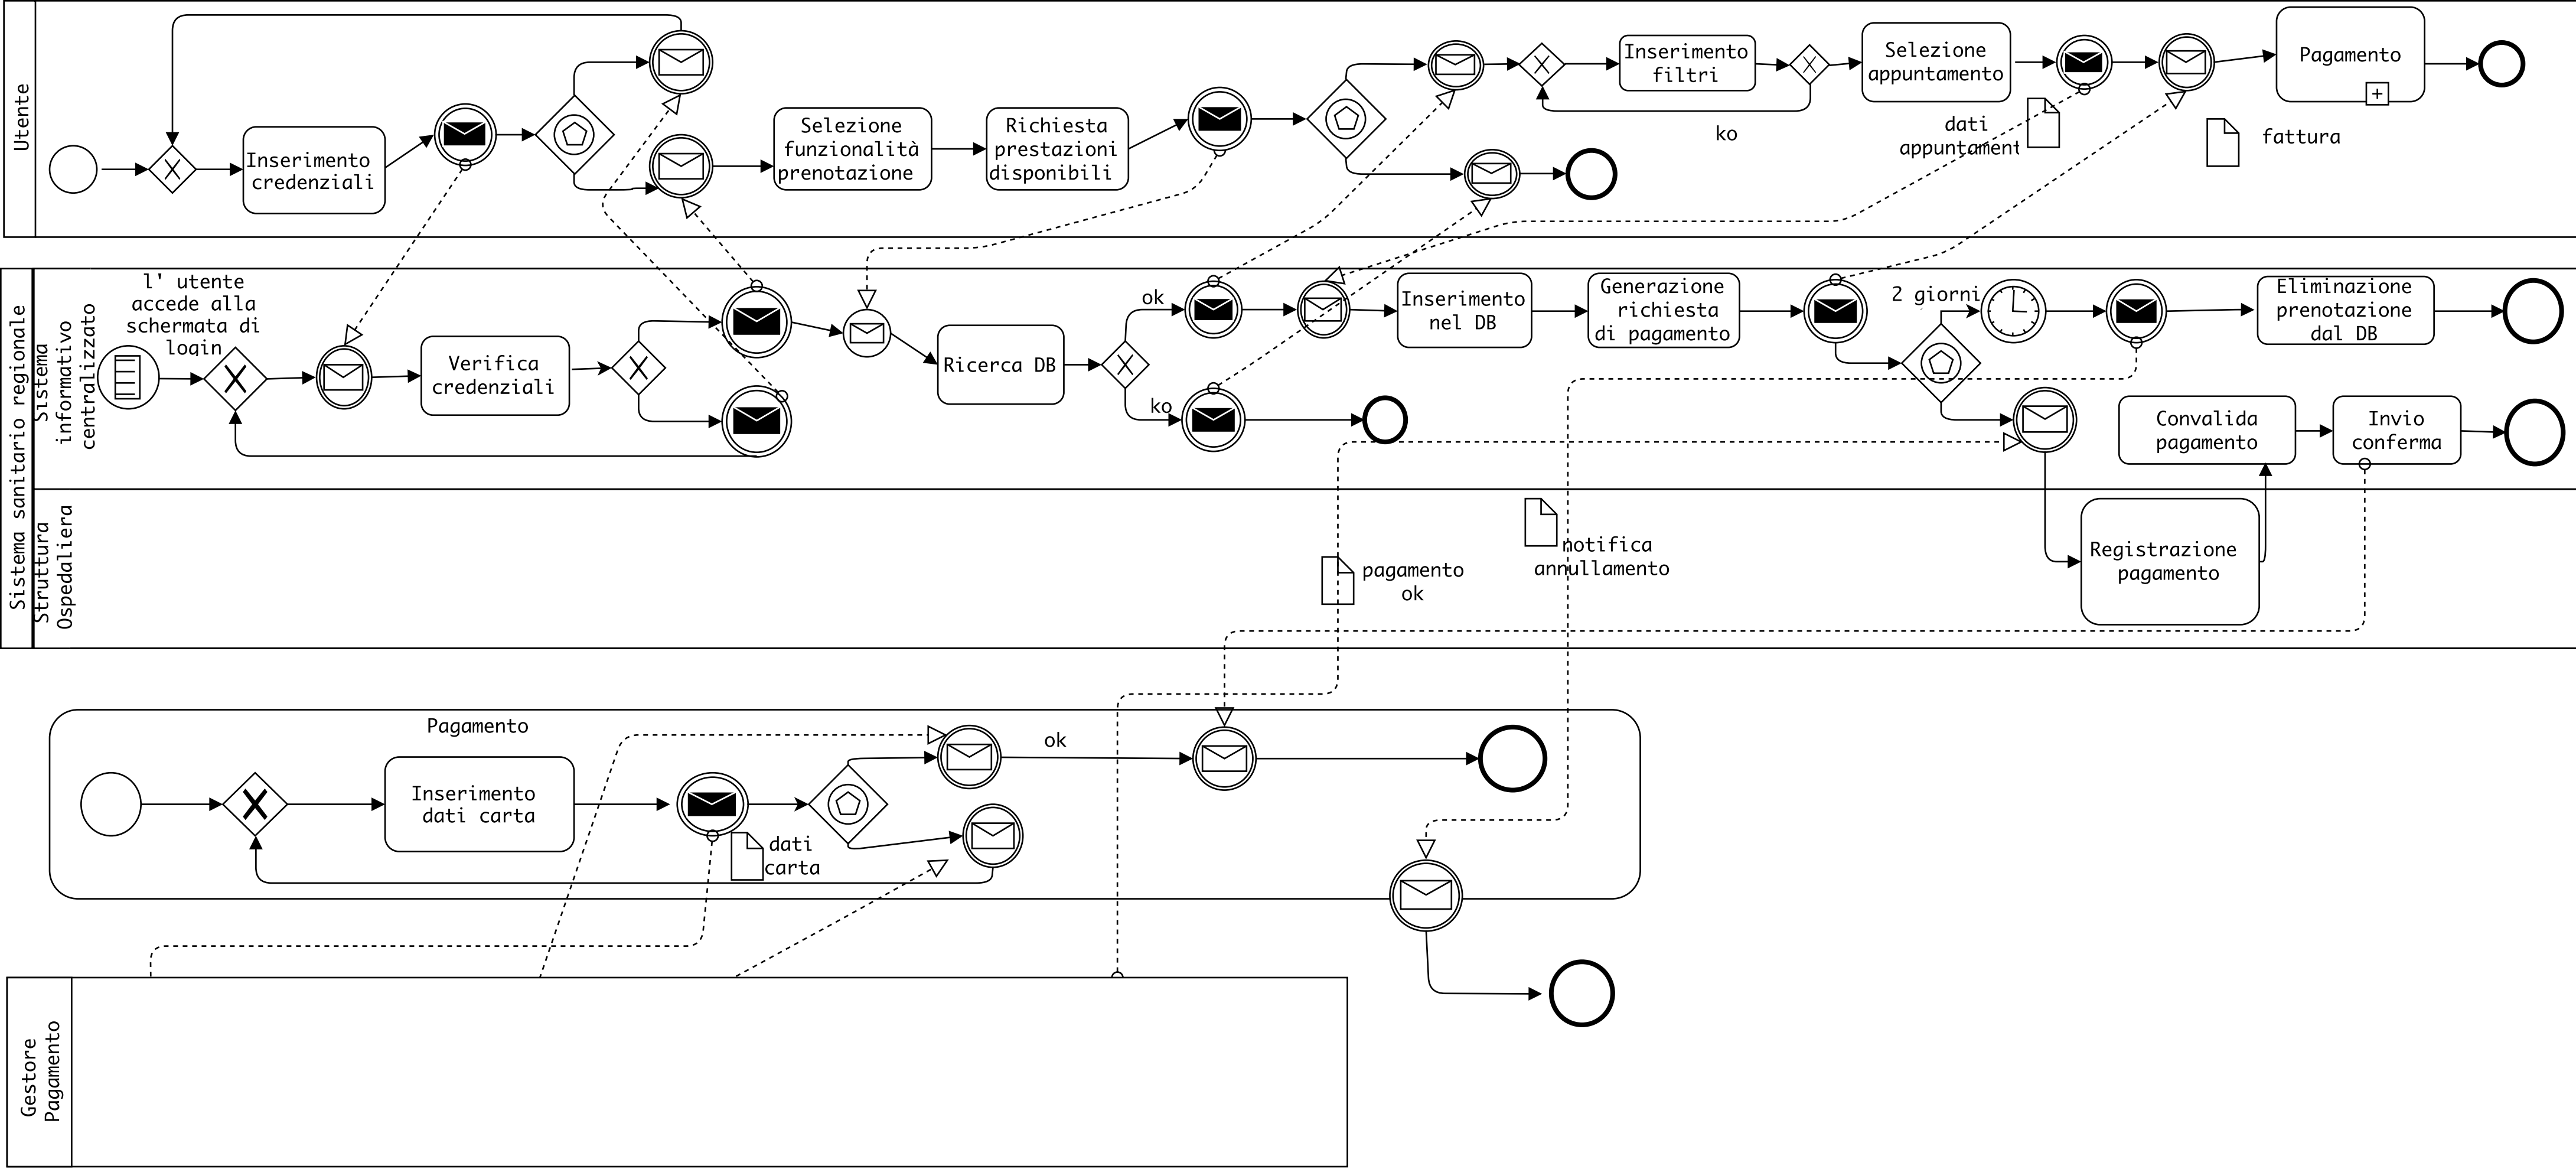 Utente
Inserimento
credenziali
Selezione
funzionalità
prenotazione
Richiesta
prestazioni
disponibili
Inserimento
filtri
ko
Selezione
appuntamento
dati
appuntament
fattura
Pagamento
Sistema sanitario regionale
Sistema
informativo
centralizzato
l' utente
accede alla
schermata di
login
Verifica
credenziali
Ricerca DB
ok
ko
Inserimento
nel DB
Generazione
richiesta
di pagamento
2 giorni
Eliminazione
prenotazione
dal DB
Convalida
pagamento
Invio
conferma
Struttura
Ospedaliera
pagamento
ok
notifica
annullamento
Registrazione
pagamento
Pagamento
Inserimento
dati carta
dati
carta
ok
Gestore
Pagamento